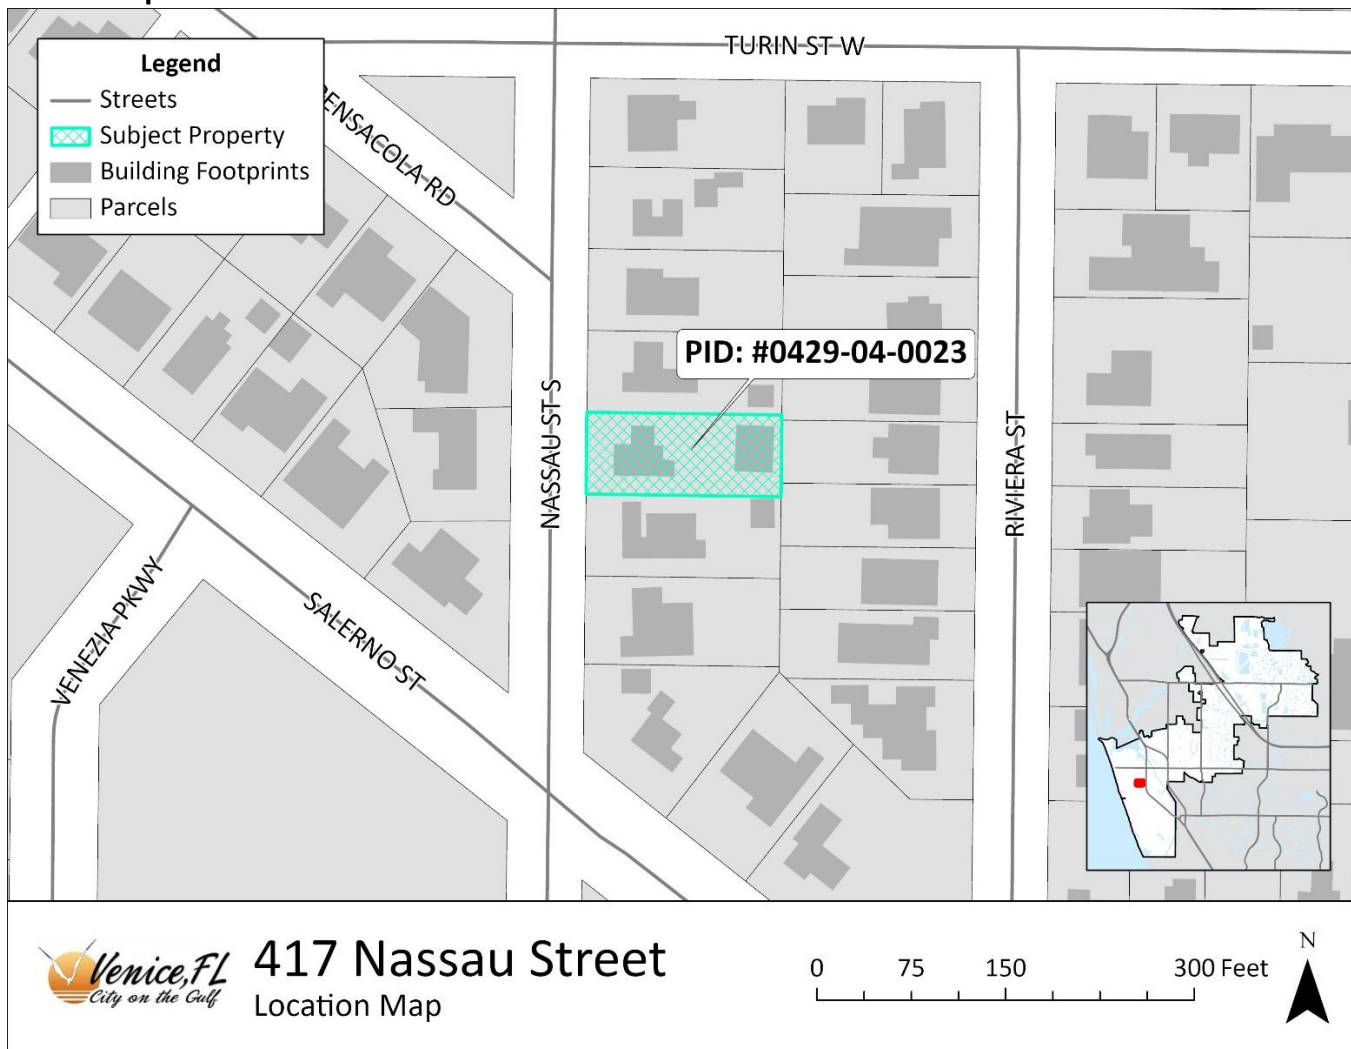 TURIN ST W
Legend
Streets
Subject Property
Building Footprints
Parcels
PENSACOLA RD
PID: #0429-04-0023
NASSAU ST S
RIVIERA ST
VENEZIA PKWY
SALERNO ST
Venice, FL
City on the Gulf
417 Nassau Street
Location Map
0 75 150 300 Feet
N